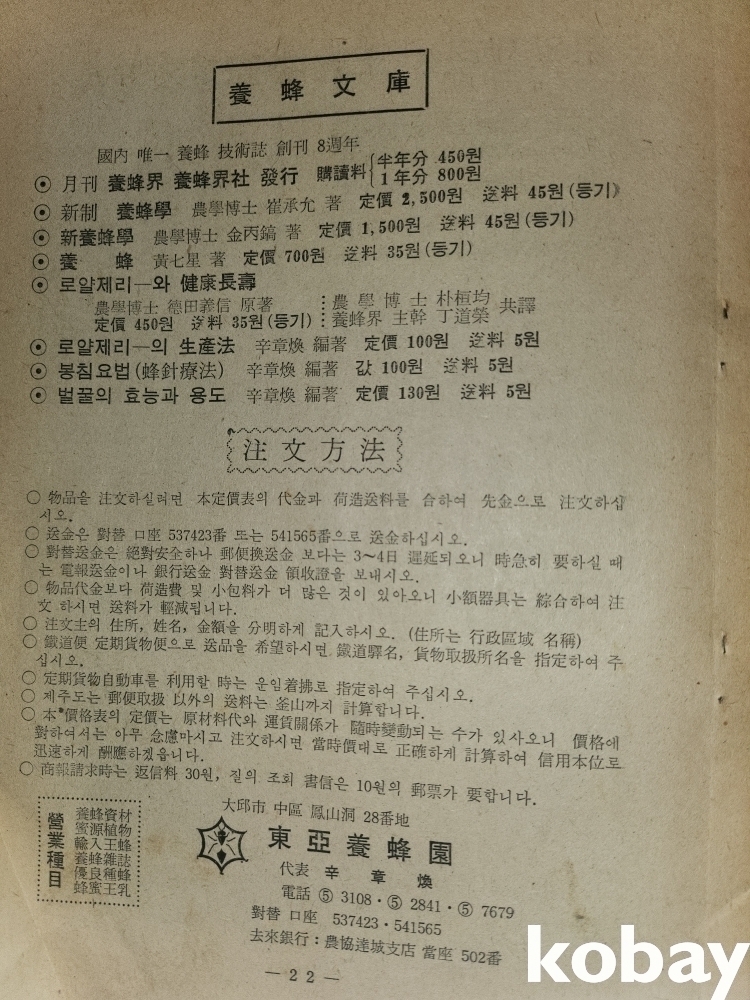 養蜂文庫
國內 唯一 養蜂 技術誌 創刊 8週年
⊙ 月刊 養蜂界 養蜂界社 發行 購讀料 半年分 450원
1年分 800원
⊙ 新制 養蜂學 農學博士 崔承允 著 定價 2,500원 送料 45원(등기)
⊙ 新養蜂學 農學博士 金丙鎬 著 定價 1,500원 送料 45원(등기)
⊙ 養 蜂 黃七星 著 定價 700원 送料 35원(등기)
⊙ 로얄제리—와 健康長壽
農學博士 德田義信 原著 農學博士 朴桓均 共譯
定價 450원 送料 35원(등기) 養蜂界 主幹 丁道榮
⊙ 로얄제리—의 生產法 辛章煥 編著 定價 100원 送料 5원
⊙ 봉침요법(蜂針療法) 辛章煥 編著 값 100원 送料 5원
⊙ 벌꿀의 효능과 용도 辛章煥 編著 定價 130원 送料 5원
注文方法
○ 物品을 注文하실려면 本定價表의 代金과 荷造送料를 合하여 先金으로 注文하십
시오.
○ 送金은 對替 口座 537423番 또는 541565番으로 送金하십시오.
○ 對替送金은 絕對安全하나 郵便換送金 보다는 3~4日 遲延되오니 時急히 要하실 때
는 電報送金이나 銀行送金 對替送金 領收證을 보내시오.
○ 物品代金보다 荷造費 및 小包料가 더 많은 것이 있아오니 小額器具는 綜合하여 注
文 하시면 送料가 輕減됩니다.
○ 注文主의 住所, 姓名, 金額을 分明하게 記入하시오. (住所는 行政區域 名稱)
○ 鐵道便 定期貨物便으로 送品을 希望하시면 鐵道驛名, 貨物取扱所名을 指定하여 주
십시오.
○ 定期貨物自動車를 利用할 時는 운임着拂로 指定하여 주십시오.
○ 제주도는 郵便取扱 以外의 送料는 釜山까지 計算합니다.
○ 本 價格表의 定價는 原材料代와 運賃關係가 隨時變動되는 수가 있사오니 價格에
對하여서는 아무 念慮마시고 注文하시면 當時價대로 正確하게 計算하여 信用本位로
迅速하게 酬應하겠읍니다.
○ 商報請求時는 返信料 30원, 질의 조회 書信은 10원의 郵票가 要합니다.
營業種目
養蜂資材
蜜源植物
輸入王蜂
養蜂雜誌
優良種蜂
蜂蜜王乳
大邱市 中區 鳳山洞 28番地
東亞養蜂園
代表 辛章煥
電話 ⑤ 3108·⑤ 2841·⑤ 7679
對替 口座 537423·541565
去來銀行:農協達城支店 當座 502番
—22—
kobay